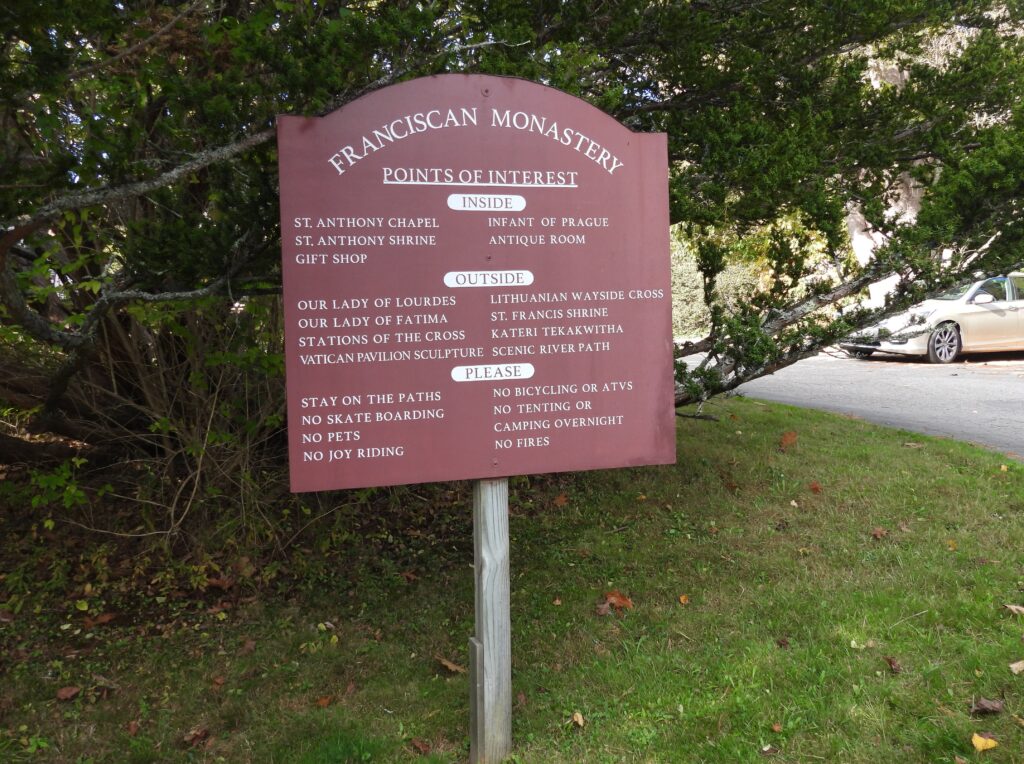 FRANCISCAN MONASTERY
POINTS OF INTEREST
INSIDE
ST. ANTHONY CHAPEL
ST. ANTHONY SHRINE
GIFT SHOP
INFANT OF PRAGUE
ANTIQUE ROOM
OUTSIDE
OUR LADY OF LOURDES
OUR LADY OF FATIMA
STATIONS OF THE CROSS
VATICAN PAVILION SCULPTURE
LITHUANIAN WAYSIDE CROSS
ST. FRANCIS SHRINE
KATERI TEKAKWITHA
SCENIC RIVER PATH
PLEASE
STAY ON THE PATHS
NO SKATE BOARDING
NO PETS
NO JOY RIDING
NO BICYCLING OR ATVS
NO TENTING OR
CAMPING OVERNIGHT
NO FIRES